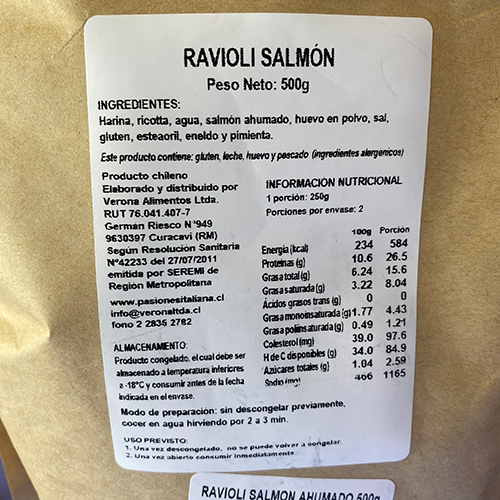 RAVIOLI SALMÓN
Peso Neto: 500g
INGREDIENTES:
Harina, ricotta, agua, salmón ahumado, huevo en polvo, sal,
gluten, esteaoril, eneldo y pimienta.
Este producto contiene: gluten, leche, huevo y pescado (ingredientes alergenicos)
Producto chileno
Elaborado y distribuido por
Verona Alimentos Ltda.
RUT 76.041.407-7
Germán Riesco N°949
9630397 Curacavi (RM)
Según Resolución Sanitaria
N°42233 del 27/07/2011
emitida por SEREMI de
Región Metropolitana
www.pasionesitaliana.cl
info@veronaltda.cl
fono 2 2835 2782
ALMACENAMIENTO:
Producto congelado, el cual debe ser
almacenado a temperatura inferiores
a -18°C y consumir antes de la fecha
indicada en el envase.
INFORMACION NUTRICIONAL
1 porción: 250g
Porciones por envase: 2
100g Porción
Energía (kcal) 234 584
Proteínas (g) 10.6 26.5
Grasa total (g) 6.24 15.6
Grasa saturada (g) 3.22 8.04
Ácidos grasos trans (g) 0 0
Grasa monoinsaturada (g) 1.77 4.43
Grasa poliinsaturada (g) 0.49 1.21
Colesterol (mg) 39.0 97.6
H de C disponibles (g) 34.0 84.9
Azúcares totales (g) 1.04 2.59
Sodio (mg) 466 1165
Modo de preparación: sin descongelar previamente,
cocer en agua hirviendo por 2 a 3 min.
USO PREVISTO:
1. Una vez descongelado, no se puede volver a congelar.
2. Una vez abierto consumir inmediatamente
RAVIOLI SALMON AHUMADO 500g